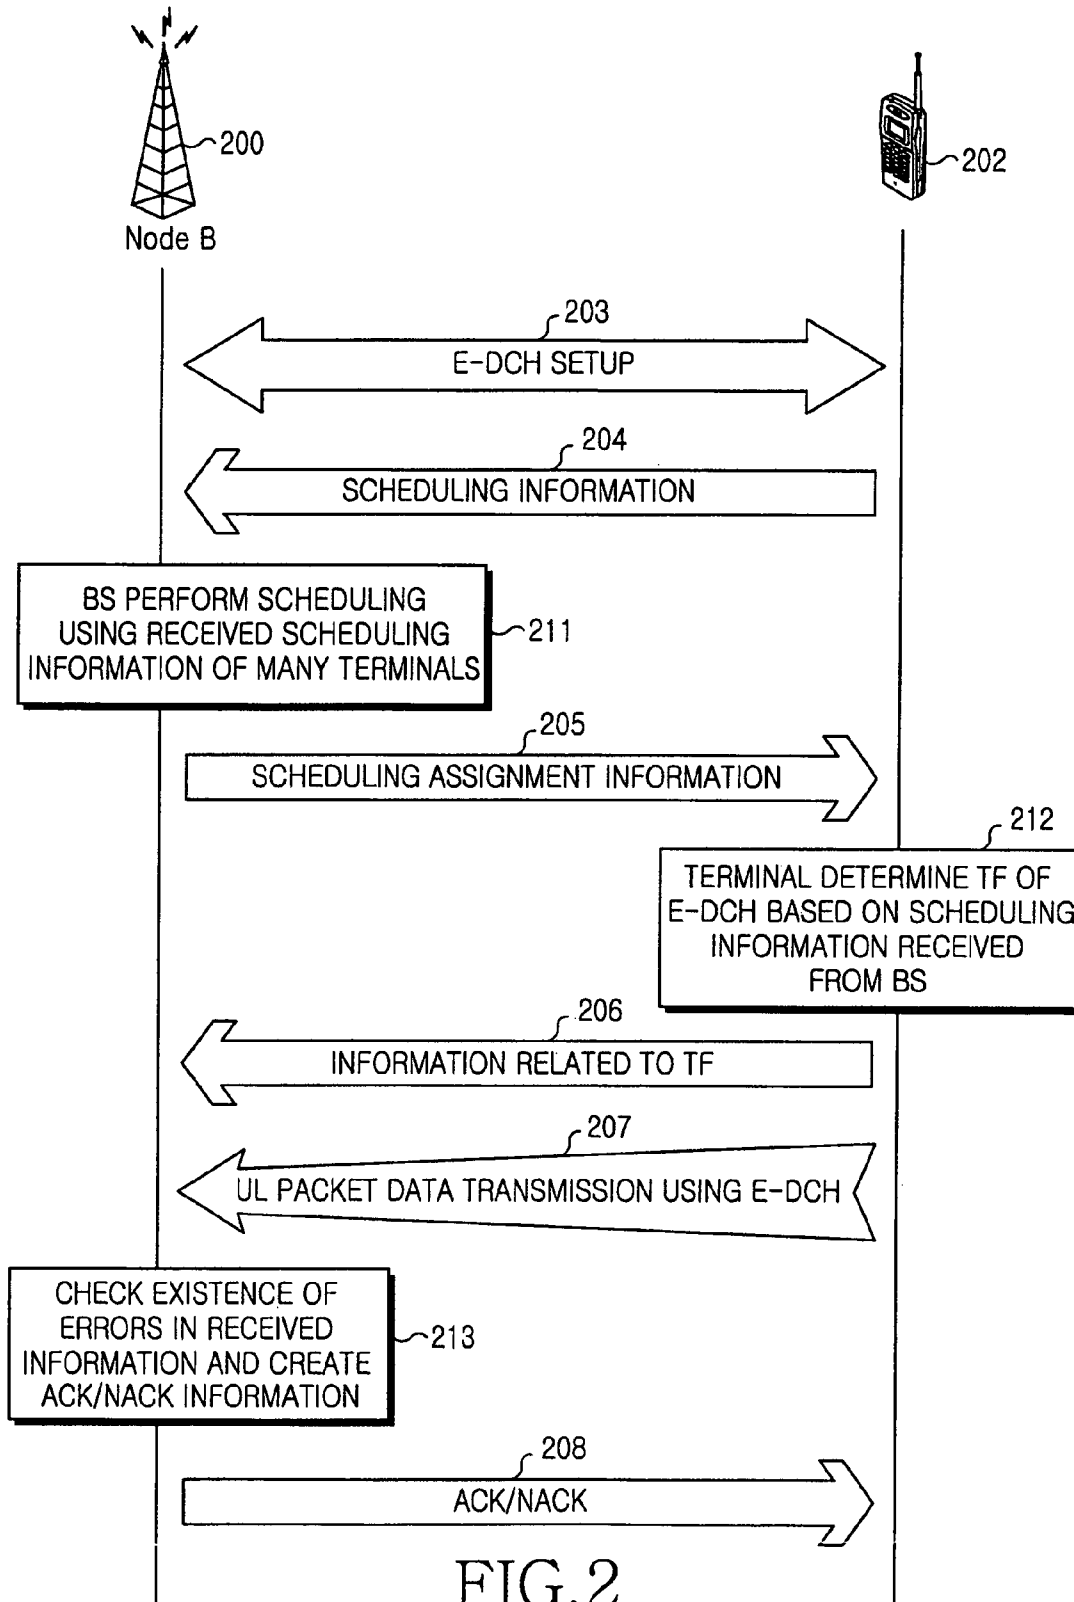 200
202
Node B
203
E-DCH SETUP
204
SCHEDULING INFORMATION
BS PERFORM SCHEDULING
USING RECEIVED SCHEDULING
INFORMATION OF MANY TERMINALS
211
205
SCHEDULING ASSIGNMENT INFORMATION
212
TERMINAL DETERMINE TF OF
E-DCH BASED ON SCHEDULING
INFORMATION RECEIVED
FROM BS
206
INFORMATION RELATED TO TF
207
UL PACKET DATA TRANSMISSION USING E-DCH
CHECK EXISTENCE OF
ERRORS IN RECEIVED
INFORMATION AND CREATE
ACK/NACK INFORMATION
213
208
ACK/NACK
FIG.2